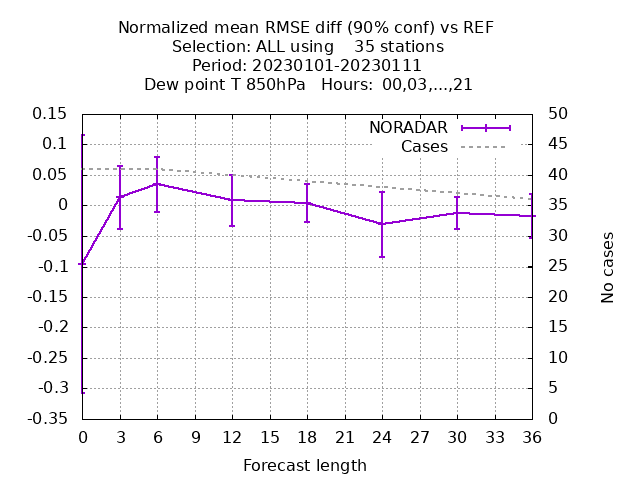 Normalized mean RMSE diff (90% conf) vs REF
Selection: ALL using    35 stations
Period: 20230101-20230111
Dew point T 850hPa   Hours:  00,03,...,21
NORADAR
Cases
0.15
0.1
0.05
0
-0.05
-0.1
-0.15
-0.2
-0.25
-0.3
-0.35
50
45
40
35
30
25
20
15
10
5
0
No cases
0 3 6 9 12 15 18 21 24 27 30 33 36
Forecast length